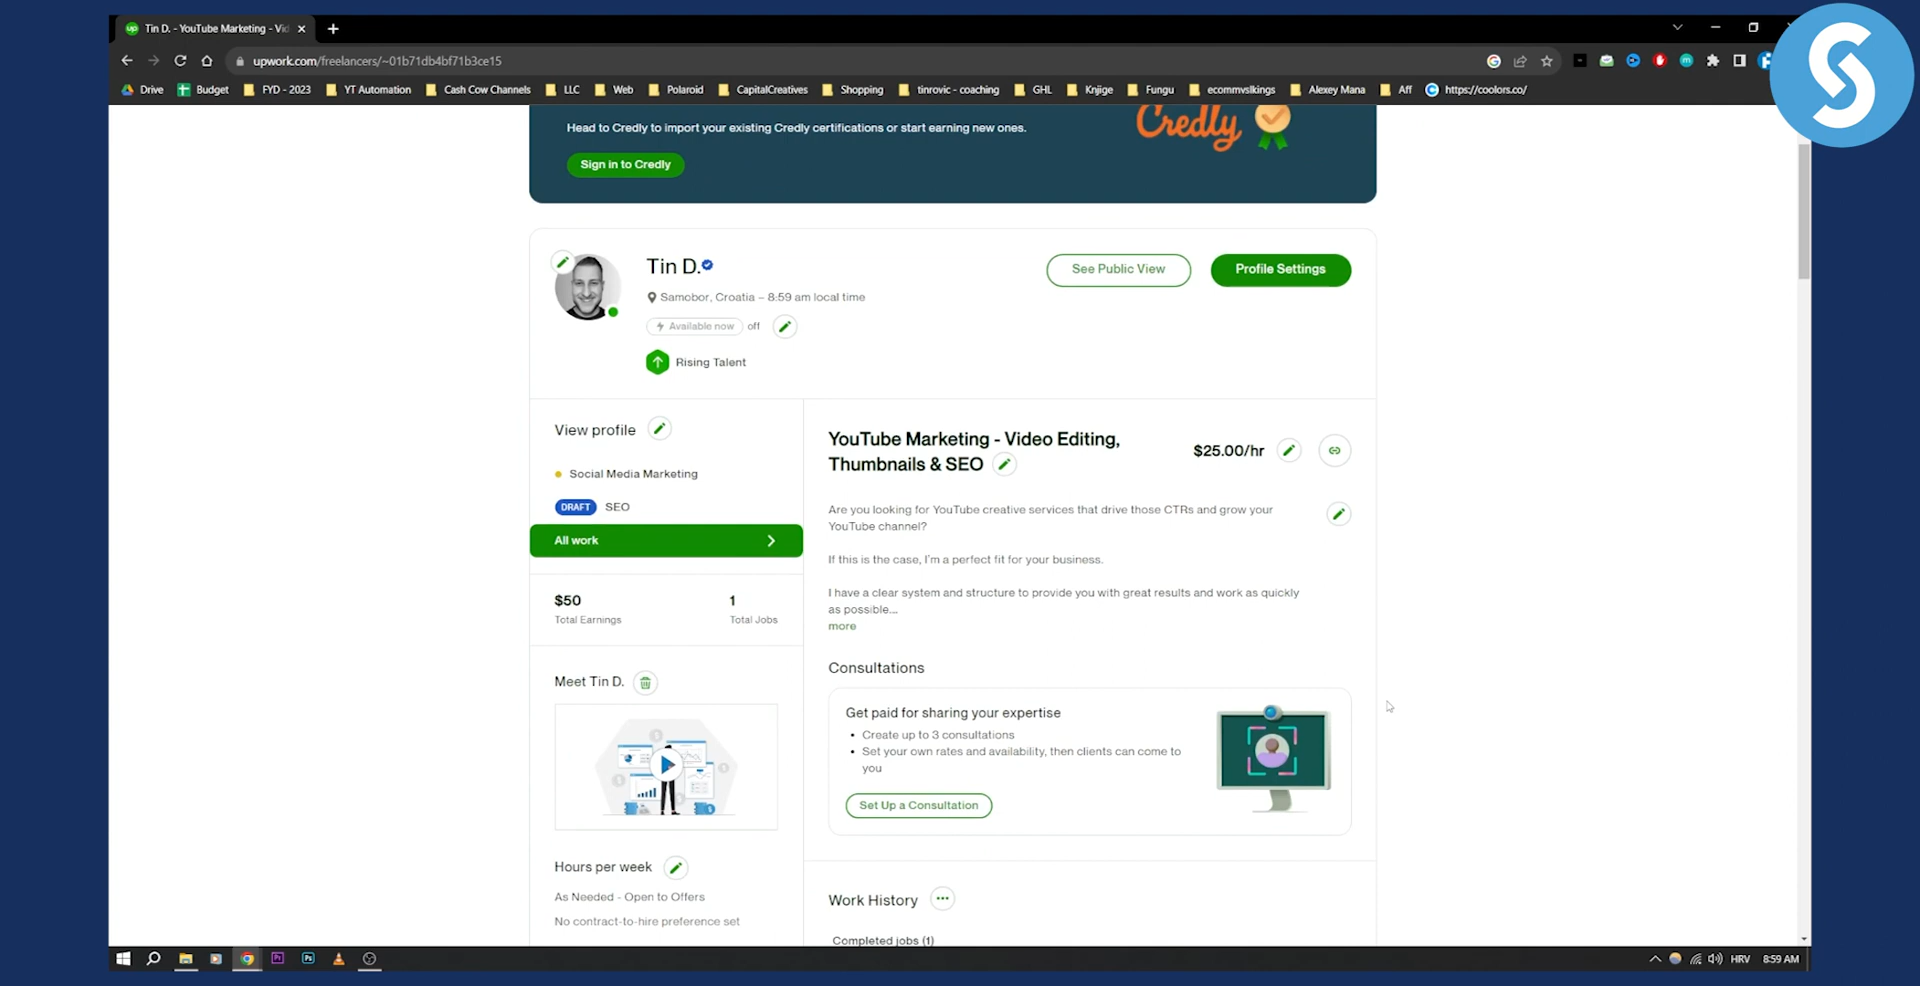 Tin D. - YouTube Marketing - Vid
upwork.com/freelancers/~01b71db4bf71b3ce15
Drive
Budget
FYD - 2023
YT Automation
Cash Cow Channels
LLC
Web
Polaroid
CapitalCreatives
Shopping
tinrovic - coaching
GHL
Knjige
Fungu
ecommvslkings
Alexey Mana
Aff
https://coolors.co/
Head to Credly to import your existing Credly certifications or start earning new ones.
Credly
Sign in to Credly
Tin D.
Samobor, Croatia – 8:59 am local time
Available now off
Rising Talent
See Public View
Profile Settings
View profile
Social Media Marketing
DRAFT SEO
All work
$50
Total Earnings
1
Total Jobs
Meet Tin D.
Hours per week
As Needed - Open to Offers
No contract-to-hire preference set
YouTube Marketing - Video Editing,
Thumbnails & SEO
$25.00/hr
Are you looking for YouTube creative services that drive those CTRs and grow your
YouTube channel?
If this is the case, I'm a perfect fit for your business.
I have a clear system and structure to provide you with great results and work as quickly
as possible...
more
Consultations
Get paid for sharing your expertise
• Create up to 3 consultations
• Set your own rates and availability, then clients can come to
you
Set Up a Consultation
Work History
Completed jobs (1)
HRV
8:59 AM